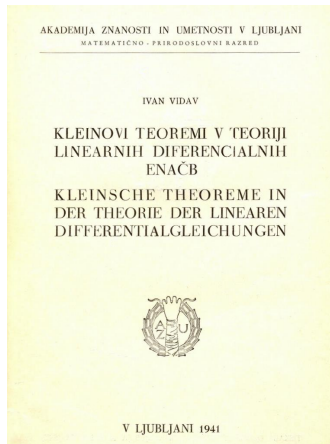 AKADEMIJA ZNANOSTI IN UMETNOSTI V LJUBLJANI
MATEMATIČNO - PRIRODOSLOVNI RAZRED
IVAN VIDAV
KLEINOVI TEOREMI V TEORIJI
LINEARNIH DIFERENCIALNIH
ENAČB
KLEINSCHE THEOREME IN
DER THEORIE DER LINEAREN
DIFFERENTIALGLEICHUNGEN
A
Z
U
V LJUBLJANI 1941